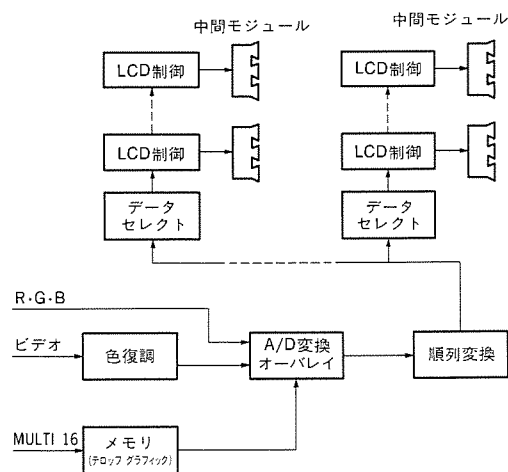 中間モジュール
中間モジュール
LCD制御
LCD制御
LCD制御
LCD制御
データ
セレクト
データ
セレクト
R・G・B
ビデオ
色復調
A/D変換
オーバレイ
順列変換
MULTI 16
メモリ
(テロップ グラフィック)